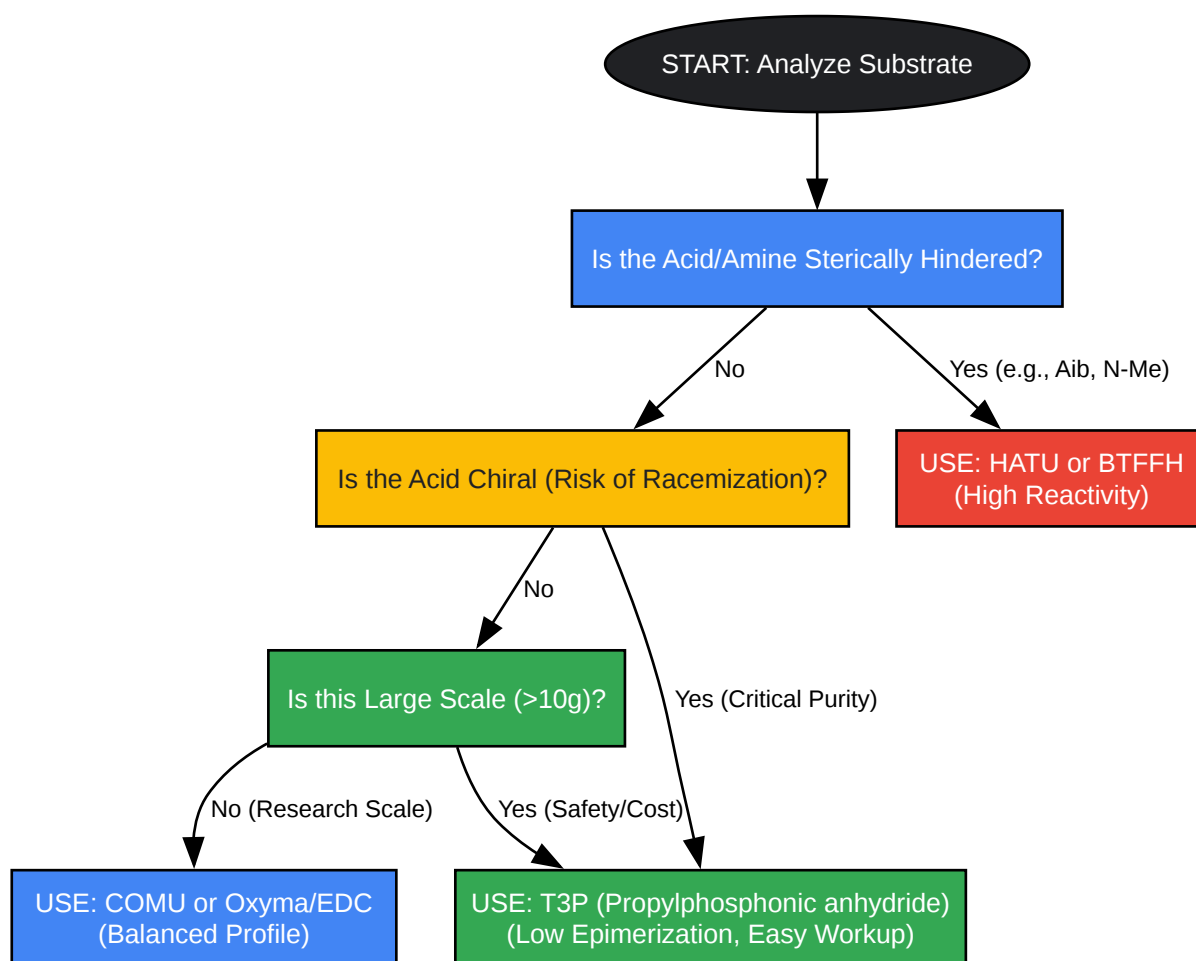 START: Analyze Substrate
Is the Acid/Amine Sterically Hindered?
No
Yes (e.g., Aib, N-Me)
Is the Acid Chiral (Risk of Racemization)?
USE: HATU or BTFFH
(High Reactivity)
No
Is this Large Scale (>10g)?
Yes (Critical Purity)
No (Research Scale)
Yes (Safety/Cost)
USE: COMU or Oxyma/EDC
(Balanced Profile)
USE: T3P (Propylphosphonic anhydride)
(Low Epimerization, Easy Workup)